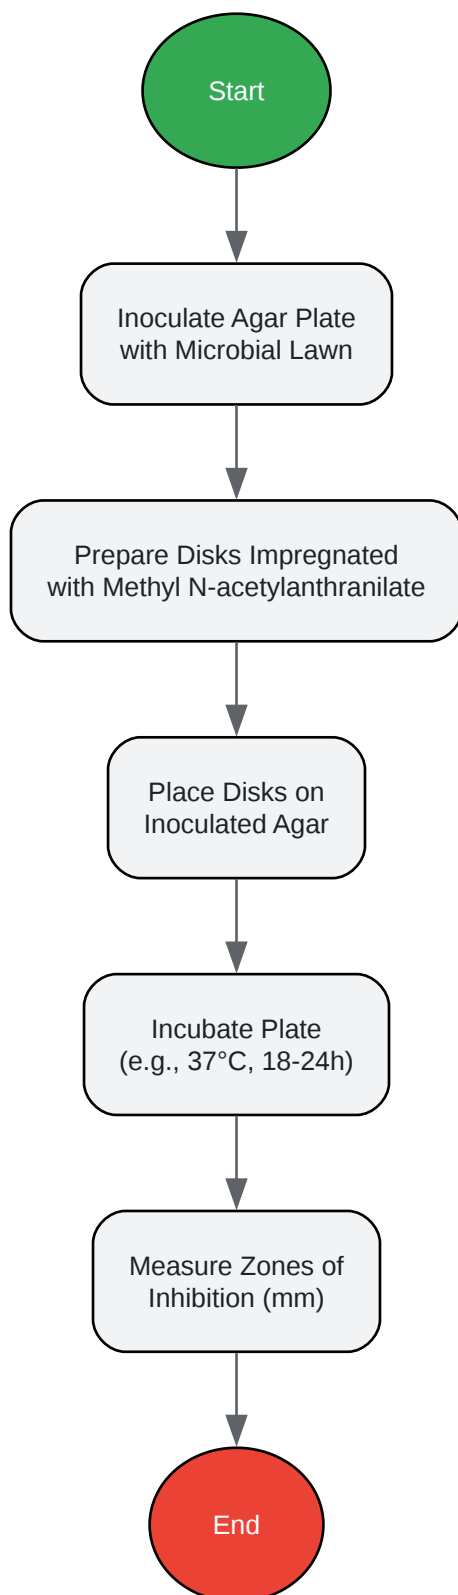 Start
Inoculate Agar Plate
with Microbial Lawn
Prepare Disks Impregnated
with Methyl N-acetylanthranilate
Place Disks on
Inoculated Agar
Incubate Plate
(e.g., 37°C, 18-24h)
Measure Zones of
Inhibition (mm)
End